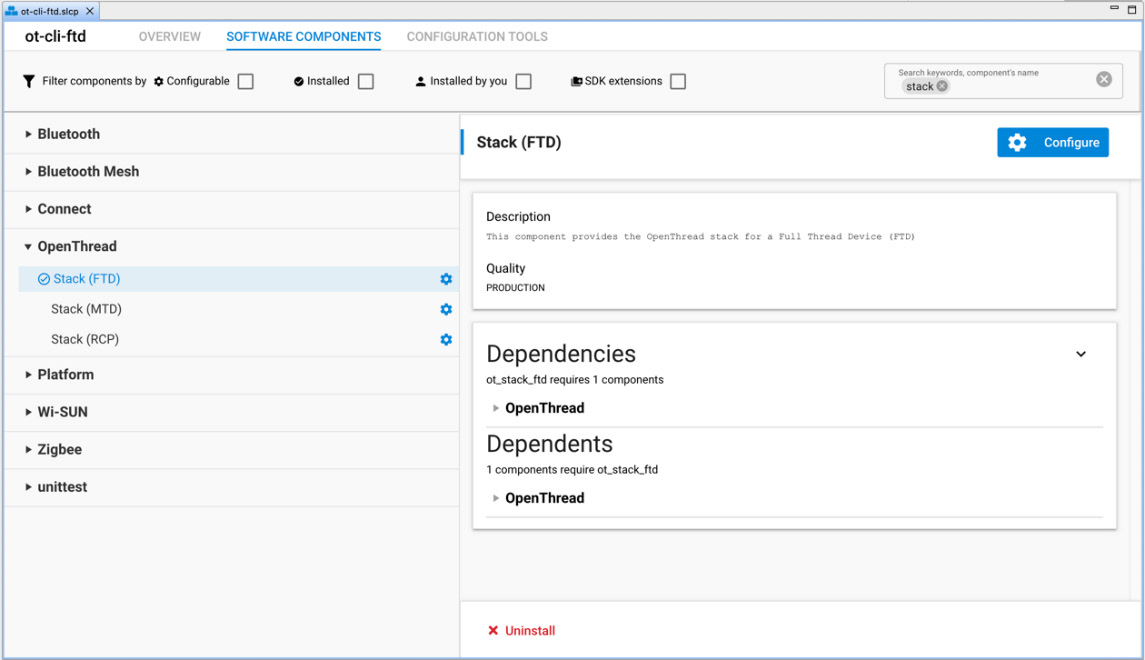 ot-cli-ftd.slcp
ot-cli-ftd OVERVIEW SOFTWARE COMPONENTS CONFIGURATION TOOLS
Filter components by Configurable Installed Installed by you SDK extensions
Search keywords, component's name
stack
Bluetooth
Bluetooth Mesh
Connect
OpenThread
Stack (FTD)
Stack (MTD)
Stack (RCP)
Platform
Wi-SUN
Zigbee
unittest
Stack (FTD)
Configure
Description
This component provides the OpenThread stack for a Full Thread Device (FTD)
Quality
PRODUCTION
Dependencies
ot_stack_ftd requires 1 components
OpenThread
Dependents
1 components require ot_stack_ftd
OpenThread
Uninstall